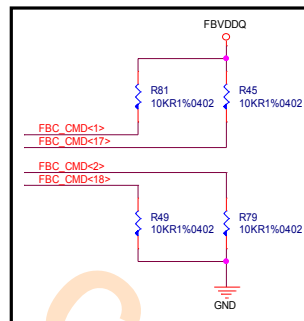 FBVDDQ
R81
10KR1%0402
R45
10KR1%0402
FBC_CMD<1>
FBC_CMD<17>
FBC_CMD<2>
FBC_CMD<18>
R49
10KR1%0402
R79
10KR1%0402
GND